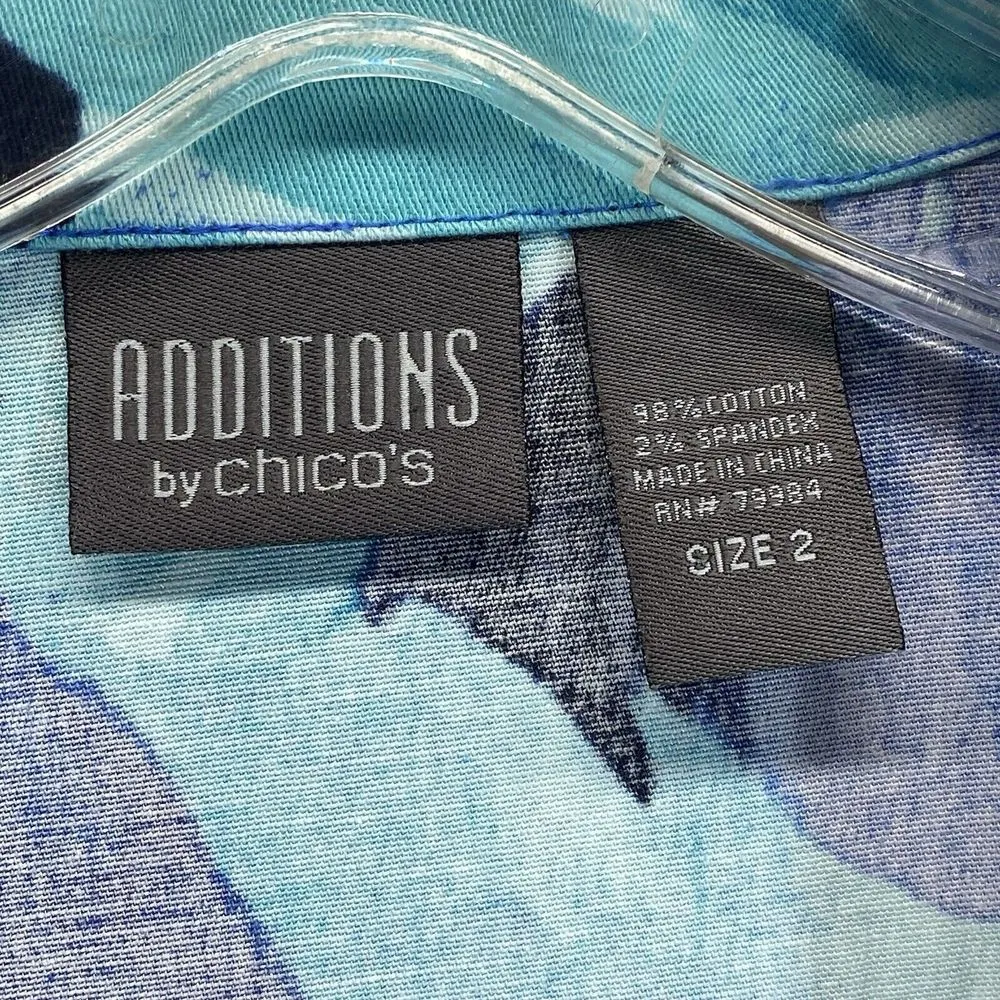 ADDITIONS
by chico's
98% COTTON
2% SPANDEX
MADE IN CHINA
RN# 79984
SIZE 2